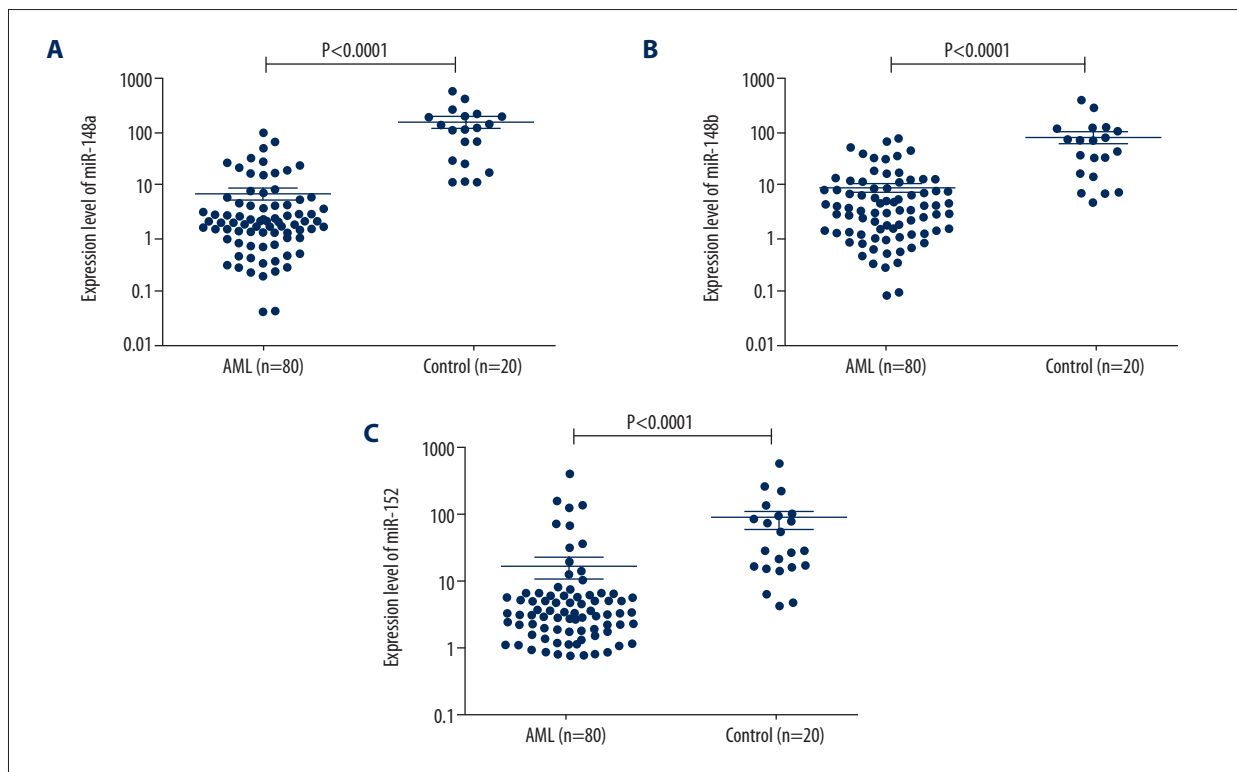 A
P<0.0001
Expression level of miR-148a
1000
100
10
1
0.1
0.01
AML (n=80)
Control (n=20)
B
P<0.0001
Expression level of miR-148b
1000
100
10
1
0.1
0.01
AML (n=80)
Control (n=20)
C
P<0.0001
Expression level of miR-152
1000
100
10
1
0.1
AML (n=80)
Control (n=20)